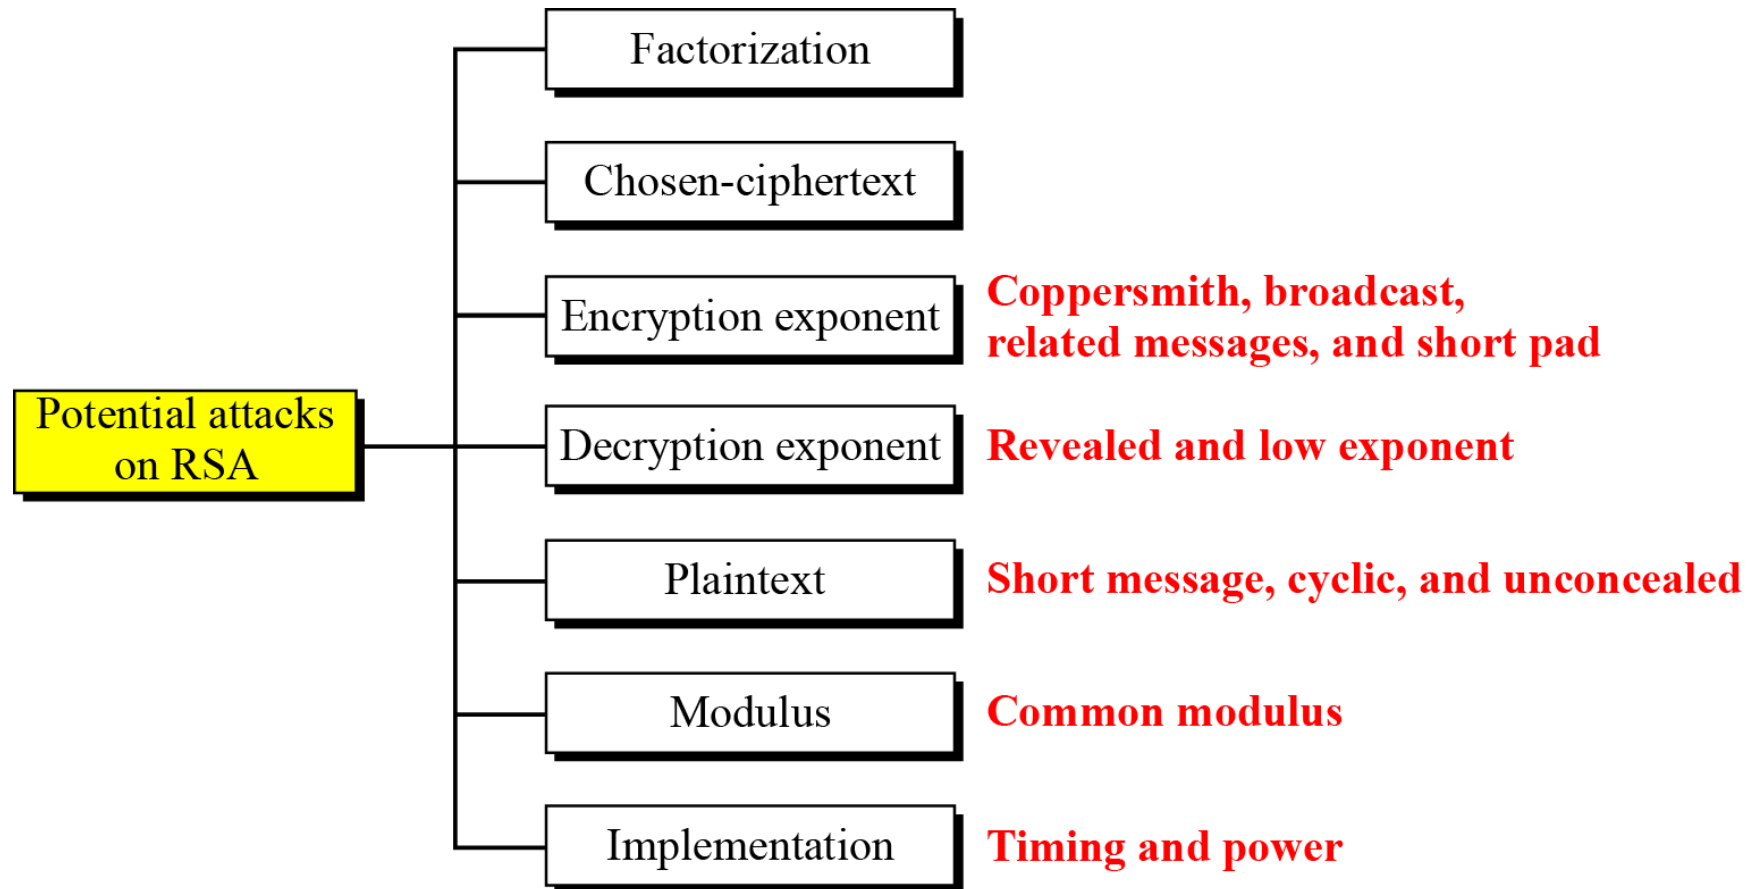 Factorization
Chosen-ciphertext
Encryption exponent
Coppersmith, broadcast,
related messages, and short pad
Potential attacks
on RSA
Decryption exponent
Revealed and low exponent
Plaintext
Short message, cyclic, and unconcealed
Modulus
Common modulus
Implementation
Timing and power